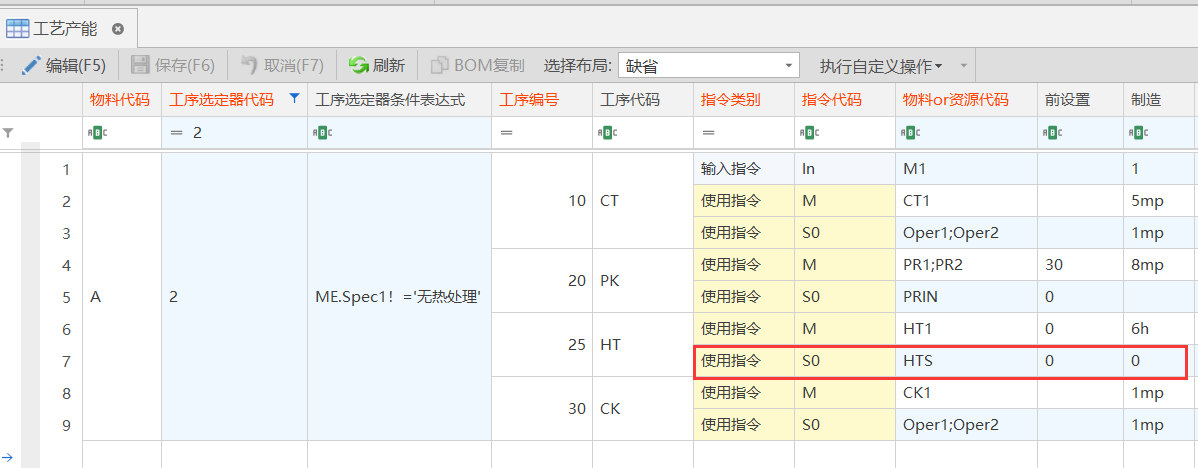 工艺产能
编辑(F5) 保存(F6) 取消(F7) 刷新 BOM复制 选择布局: 缺省 执行自定义操作
物料代码 工序选定器代码 工序选定器条件表达式 工序编号 工序代码 指令类别 指令代码 物料or资源代码 前设置 制造
ABC = 2 ABC = ABC = ABC ABC ABC ABC
1 输入指令 In M1 1
2 10 CT 使用指令 M CT1 5mp
3 使用指令 S0 Oper1;Oper2 1mp
4 使用指令 M PR1;PR2 30 8mp
5 A 2 ME.Spec1！='无热处理' 20 PK 使用指令 S0 PRIN 0
6 使用指令 M HT1 0 6h
7 25 HT 使用指令 S0 HTS 0 0
8 使用指令 M CK1 1mp
9 30 CK 使用指令 S0 Oper1;Oper2 1mp